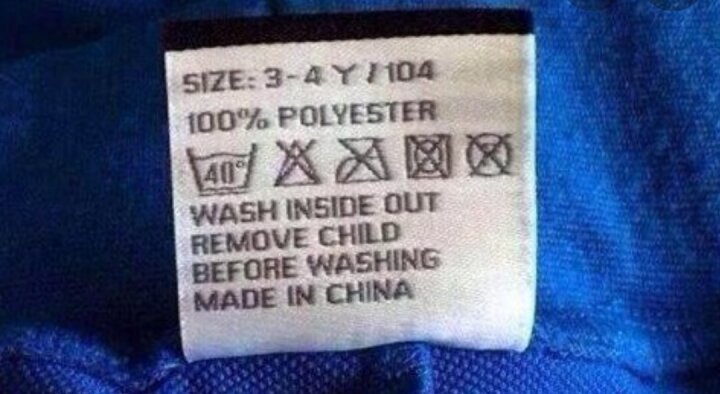 SIZE: 3-4 Y / 104
100% POLYESTER
40°
WASH INSIDE OUT
REMOVE CHILD
BEFORE WASHING
MADE IN CHINA